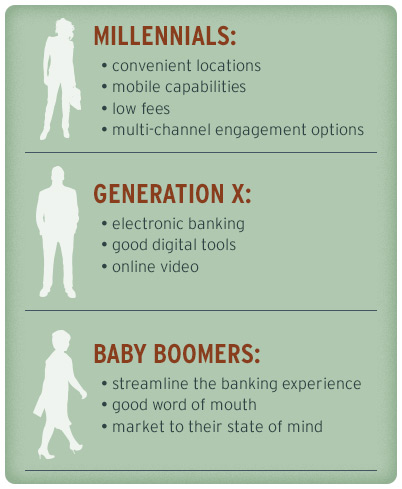 MILLENNIALS:
• convenient locations
• mobile capabilities
• low fees
• multi-channel engagement options
GENERATION X:
• electronic banking
• good digital tools
• online video
BABY BOOMERS:
• streamline the banking experience
• good word of mouth
• market to their state of mind